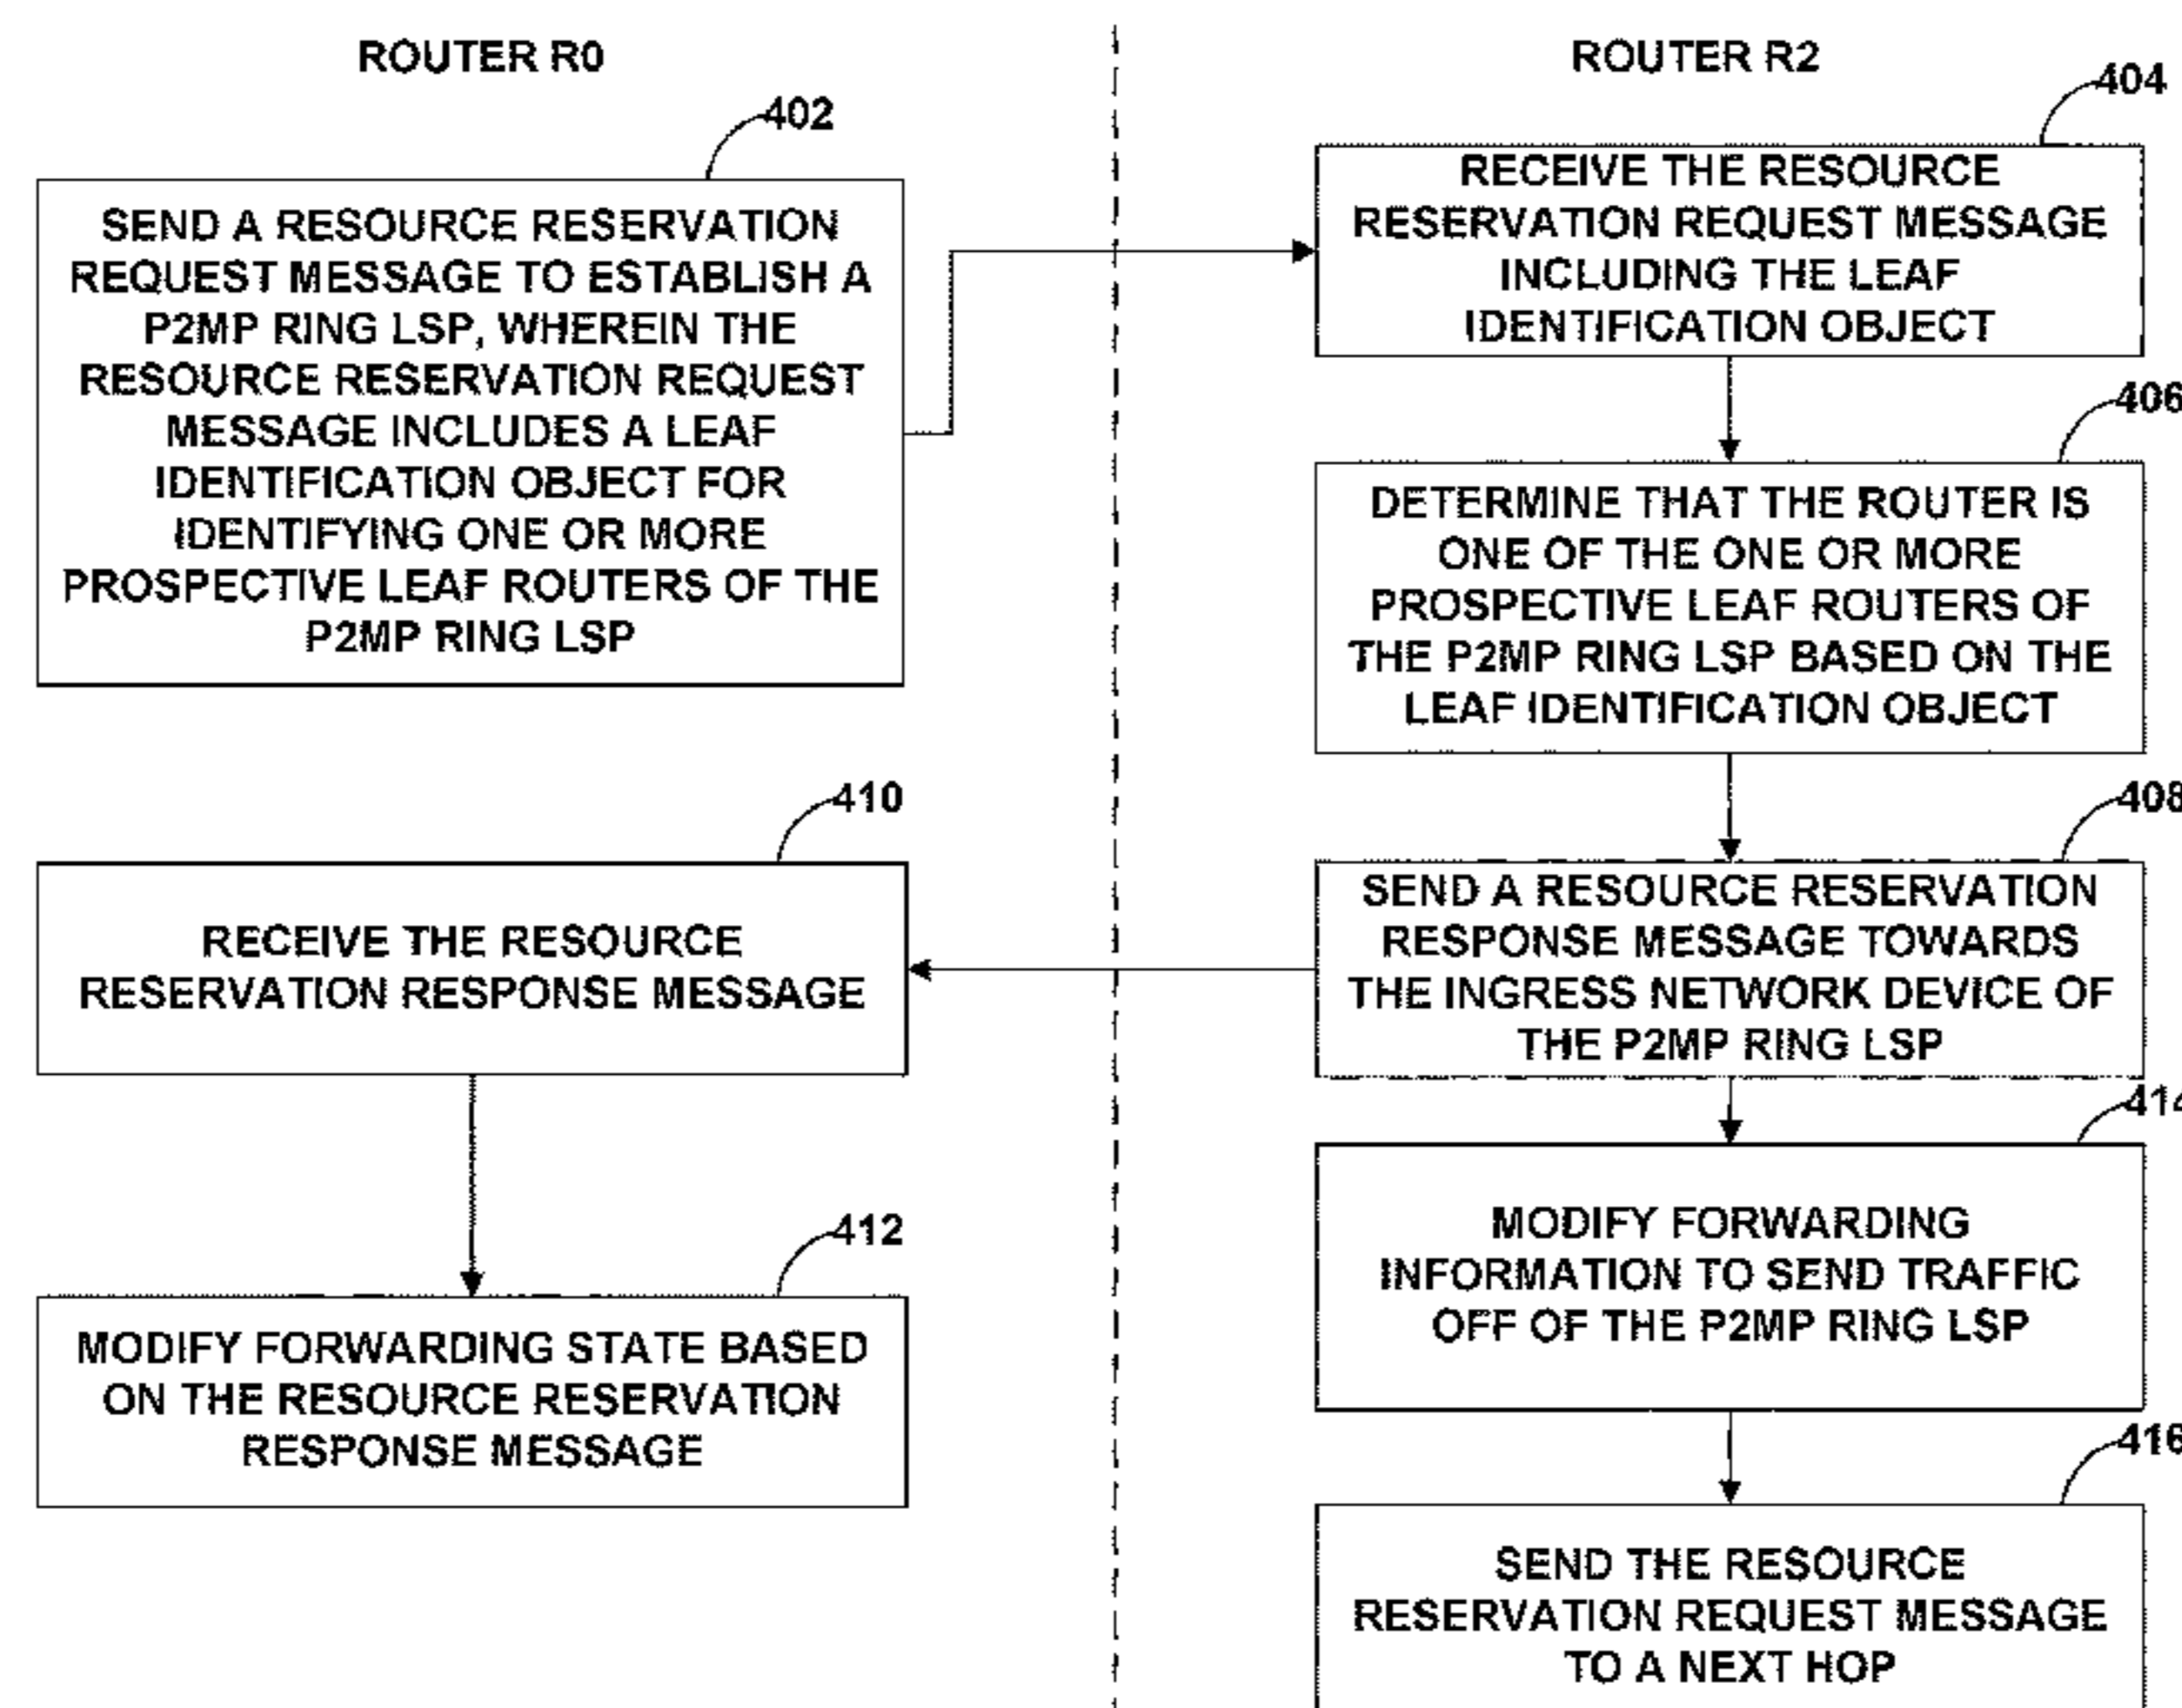 ROUTER R0
402
SEND A RESOURCE RESERVATION
REQUEST MESSAGE TO ESTABLISH A
P2MP RING LSP, WHEREIN THE
RESOURCE RESERVATION REQUEST
MESSAGE INCLUDES A LEAF
IDENTIFICATION OBJECT FOR
IDENTIFYING ONE OR MORE
PROSPECTIVE LEAF ROUTERS OF THE
P2MP RING LSP
410
RECEIVE THE RESOURCE
RESERVATION RESPONSE MESSAGE
412
MODIFY FORWARDING STATE BASED
ON THE RESOURCE RESERVATION
RESPONSE MESSAGE
ROUTER R2
404
RECEIVE THE RESOURCE
RESERVATION REQUEST MESSAGE
INCLUDING THE LEAF
IDENTIFICATION OBJECT
406
DETERMINE THAT THE ROUTER IS
ONE OF THE ONE OR MORE
PROSPECTIVE LEAF ROUTERS OF
THE P2MP RING LSP BASED ON THE
LEAF IDENTIFICATION OBJECT
408
SEND A RESOURCE RESERVATION
RESPONSE MESSAGE TOWARDS
THE INGRESS NETWORK DEVICE OF
THE P2MP RING LSP
414
MODIFY FORWARDING
INFORMATION TO SEND TRAFFIC
OFF OF THE P2MP RING LSP
416
SEND THE RESOURCE
RESERVATION REQUEST MESSAGE
TO A NEXT HOP